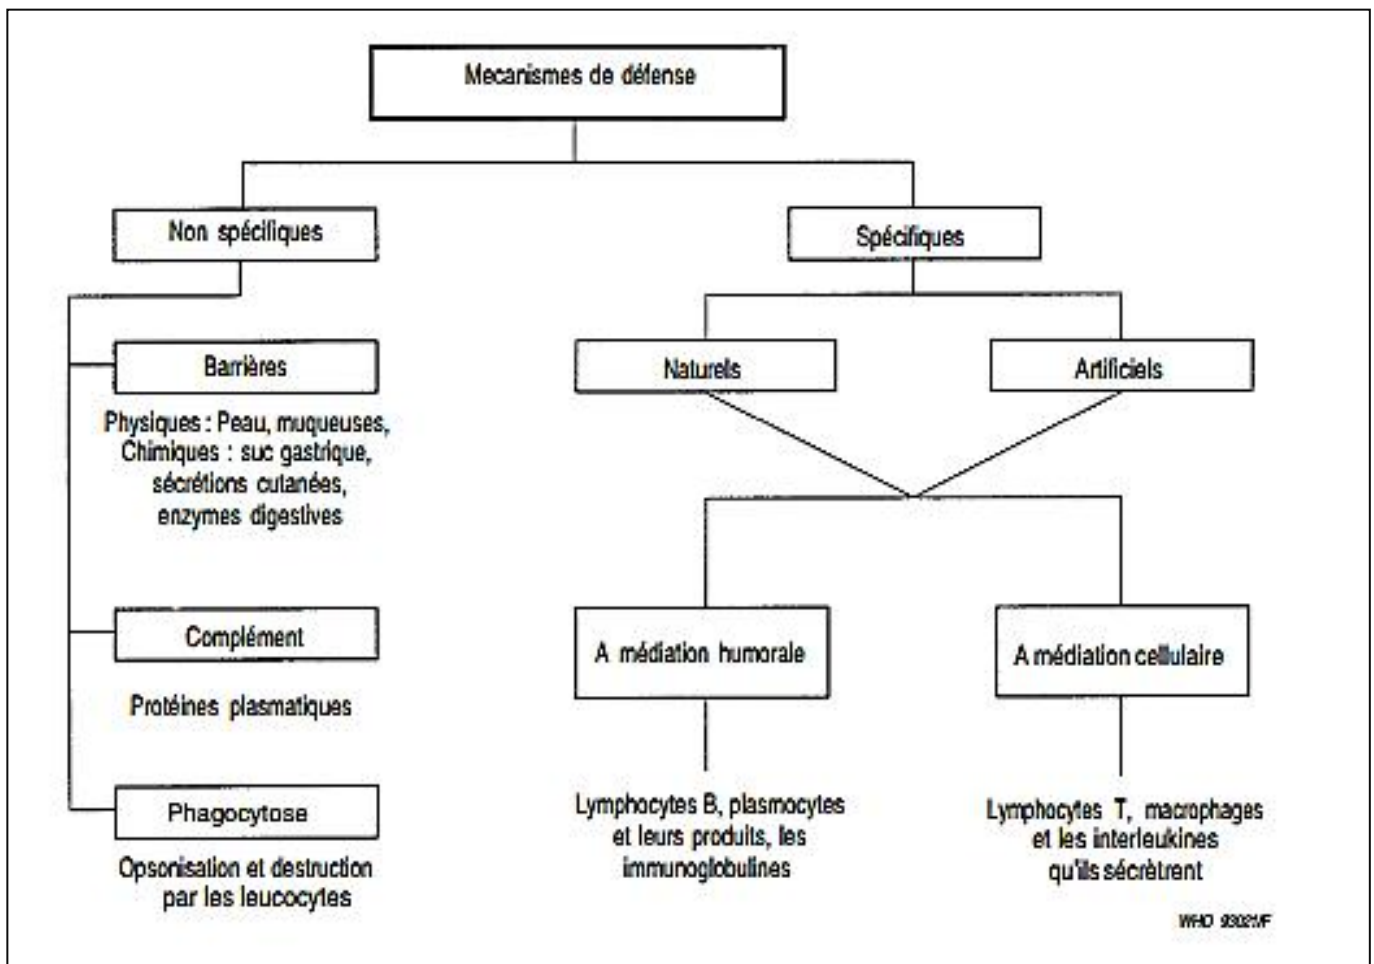 Mecanismes de défense
Non spécifiques
Spécifiques
Barrières
Naturels
Artificiels
Physiques : Peau, muqueuses,
Chimiques : suc gastrique,
sécrétions cutanées,
enzymes digestives
Complément
A médiation humorale
A médiation cellulaire
Protéines plasmatiques
Phagocytose
Lymphocytes B, plasmocytes
et leurs produits, les
immunoglobulines
Lymphocytes T, macrophages
et les interleukines
qu'ils sécrètrent
Opsonisation et destruction
par les leucocytes
WHO 93021/F